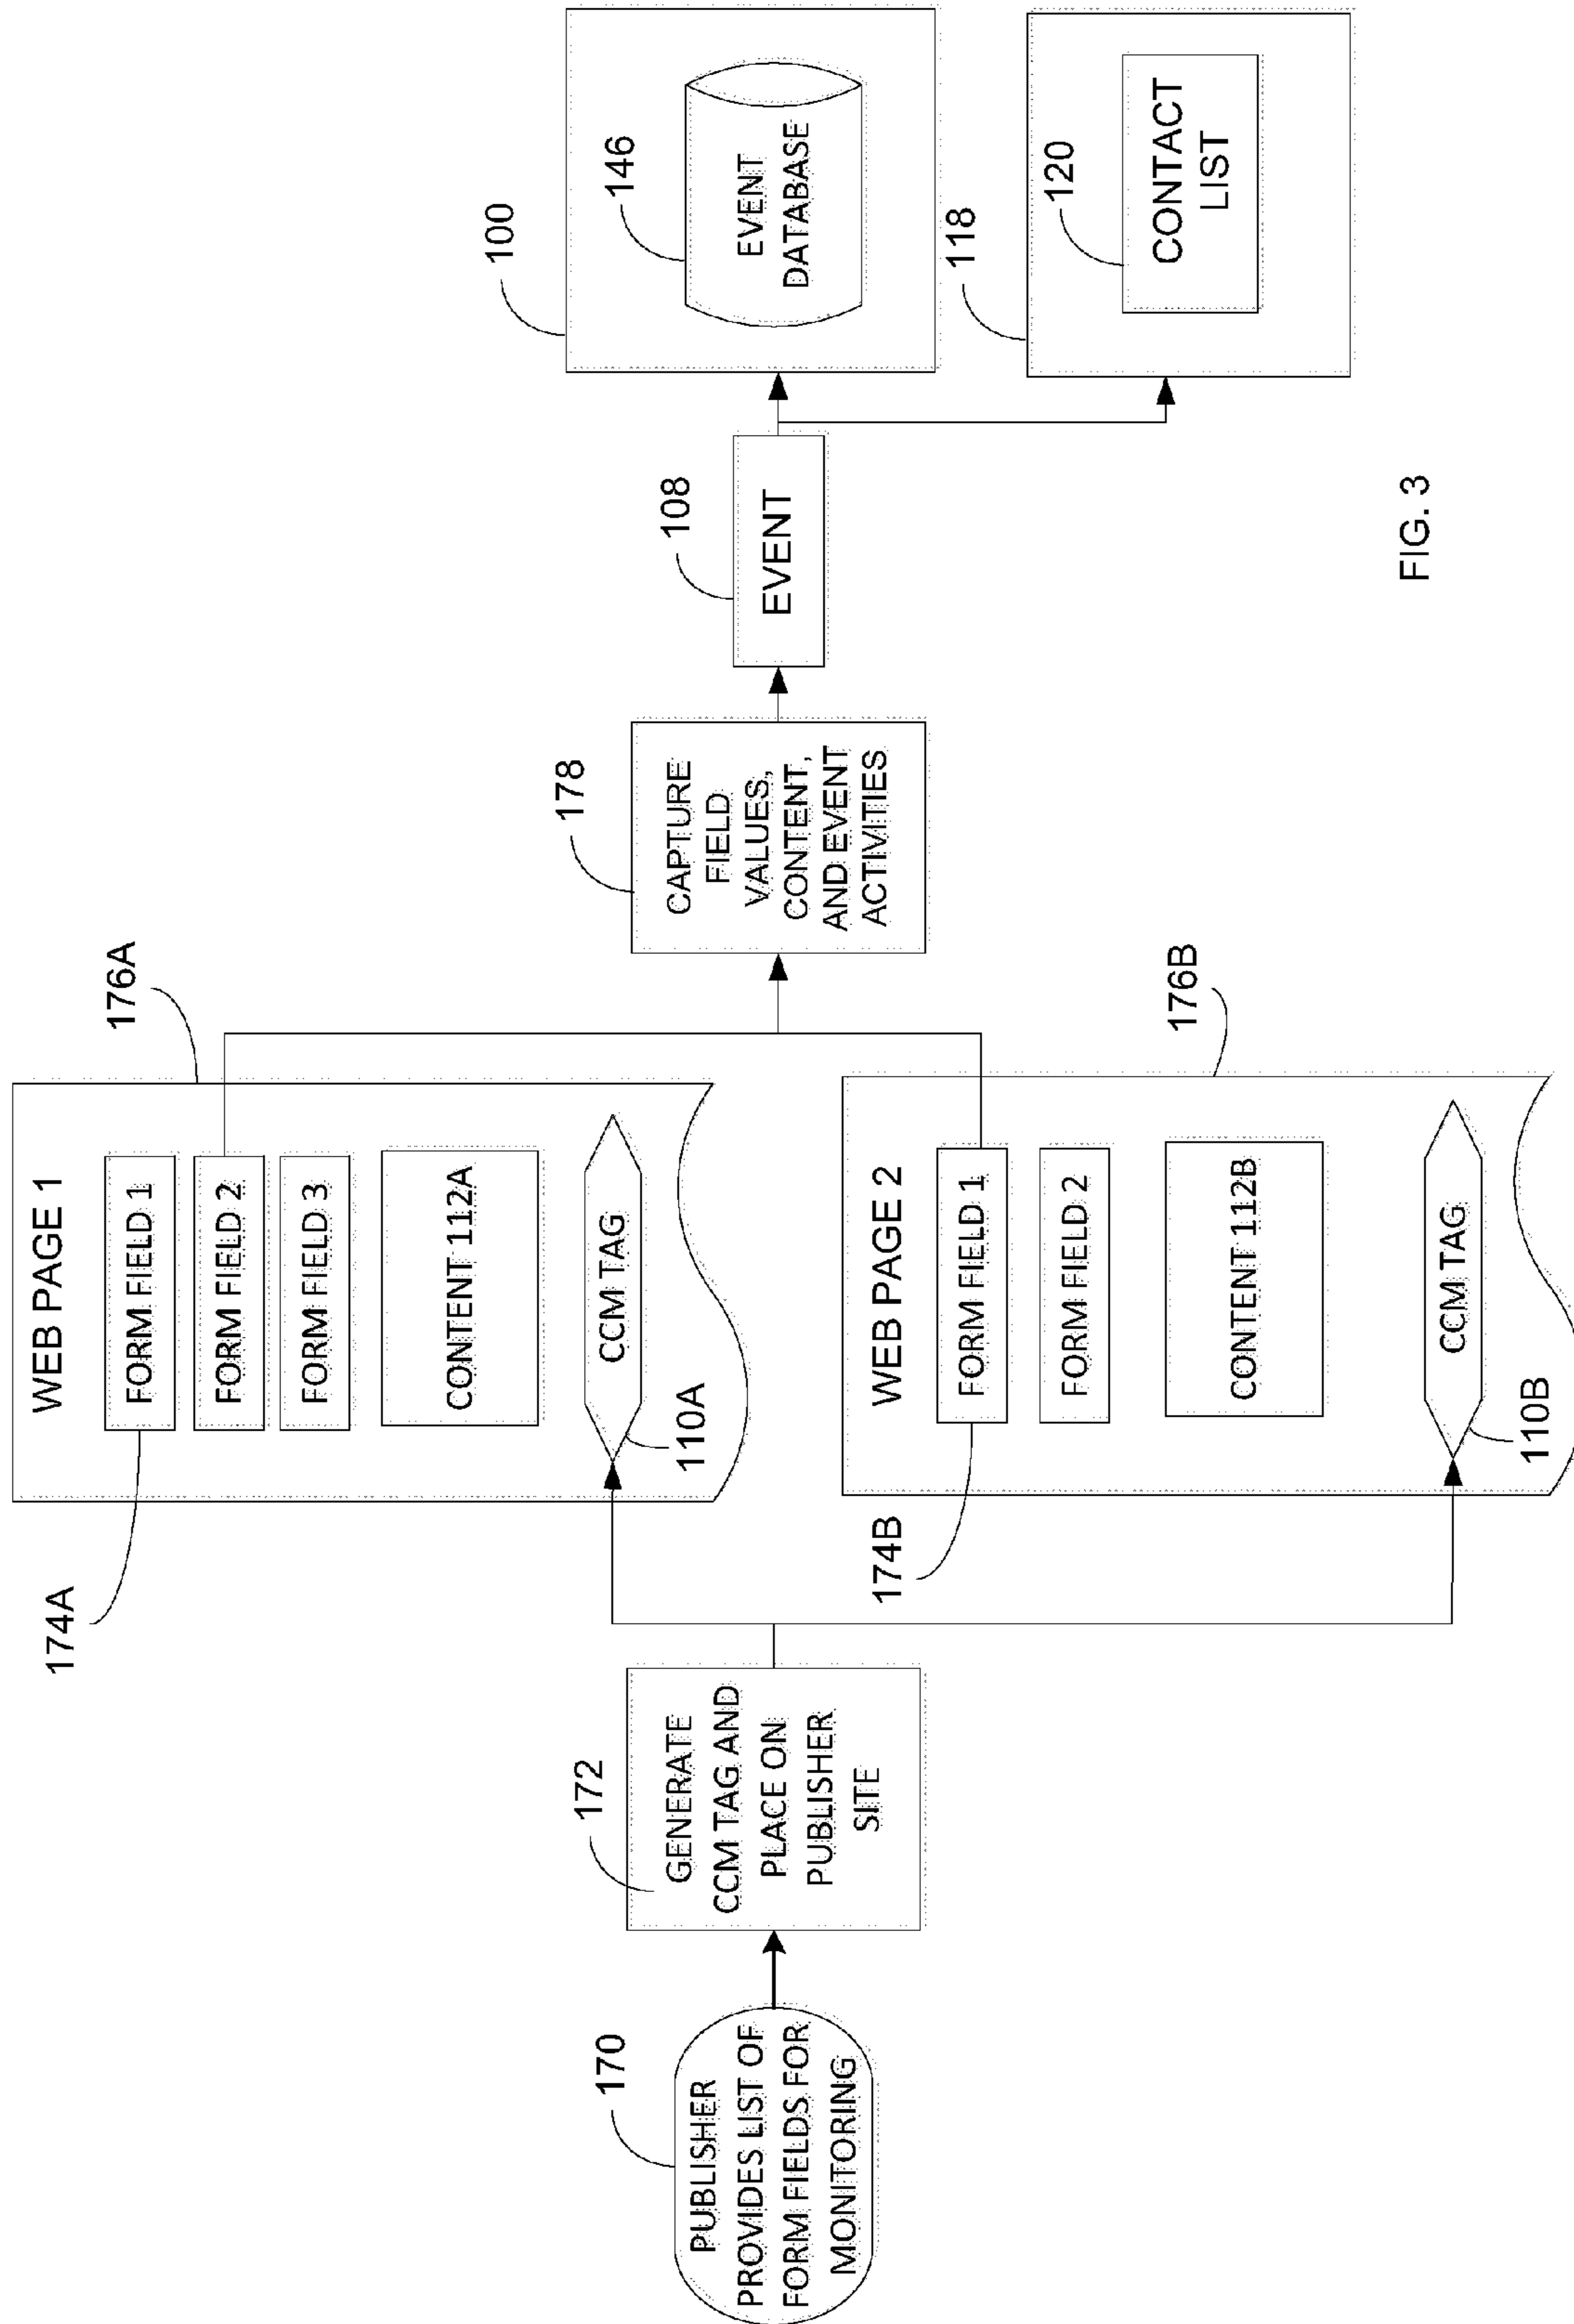 170
PUBLISHER
PROVIDES LIST OF
FORM FIELDS FOR
MONITORING
172
GENERATE
CCM TAG AND
PLACE ON
PUBLISHER
SITE
174A
176A
WEB PAGE 1
FORM FIELD 1
FORM FIELD 2
FORM FIELD 3
CONTENT 112A
CCM TAG
110A
174B
176B
WEB PAGE 2
FORM FIELD 1
FORM FIELD 2
CONTENT 112B
CCM TAG
110B
178
CAPTURE
FIELD
VALUES,
CONTENT,
AND EVENT
ACTIVITIES
108
EVENT
100
146
EVENT
DATABASE
118
120
CONTACT
LIST
FIG. 3